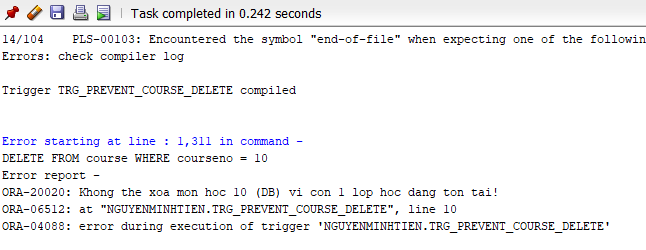 Task completed in 0.242 seconds
14/104    PLS-00103: Encountered the symbol "end-of-file" when expecting one of the followin
Errors: check compiler log
Trigger TRG_PREVENT_COURSE_DELETE compiled
Error starting at line : 1,311 in command -
DELETE FROM course WHERE courseno = 10
Error report -
ORA-20020: Khong the xoa mon hoc 10 (DB) vi con 1 lop hoc dang ton tai!
ORA-06512: at "NGUYENMINHTIEN.TRG_PREVENT_COURSE_DELETE", line 10
ORA-04088: error during execution of trigger 'NGUYENMINHTIEN.TRG_PREVENT_COURSE_DELETE'